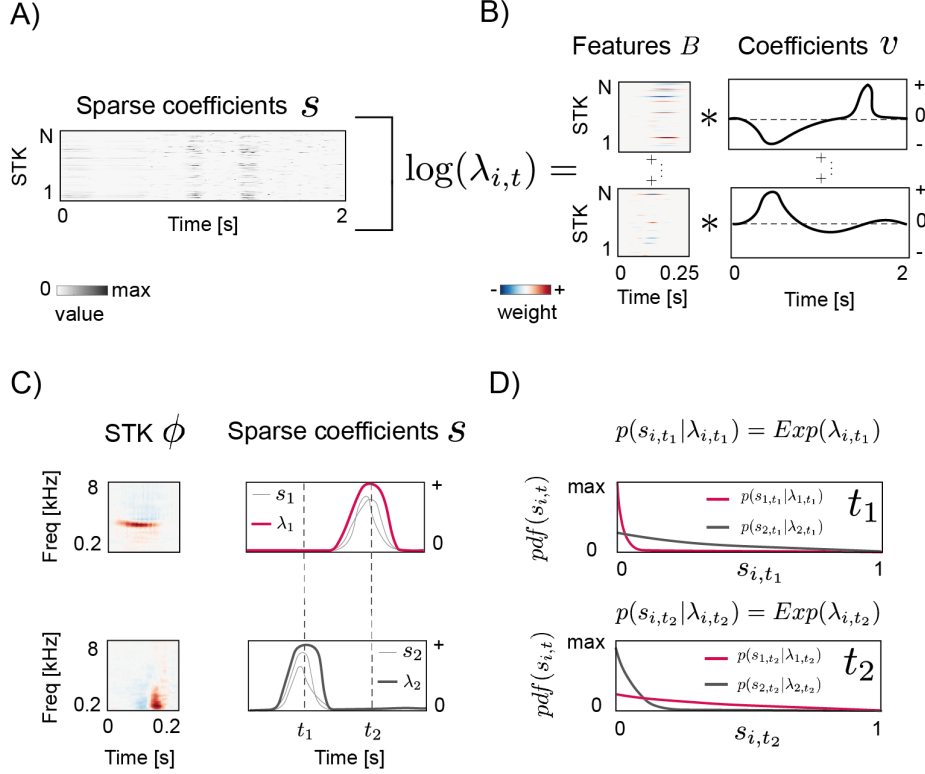 A)
Sparse coefficients s
N
STK
1
0
2
Time [s]
0
max
value
log(λi,t) =
B)
Features B
Coefficients v
N
STK
1
*
+
0
-
+
+
+
+
N
STK
1
*
+
0
-
0
0.25
Time [s]
0
2
Time [s]
-
+
weight
C)
STK ϕ
Sparse coefficients s
8
Freq [kHz]
0.2
s1
λ1
+
0
8
Freq [kHz]
0.2
0
0.2
Time [s]
s2
λ2
+
0
t1
t2
Time [s]
D)
p(si,t1|λi,t1) = Exp(λi,t1)
max
pdf(si,t)
0
p(s1,t1|λ1,t1)
p(s2,t1|λ2,t1)
t1
0
si,t1
1
p(si,t2|λi,t2) = Exp(λi,t2)
max
pdf(si,t)
0
p(s1,t2|λ1,t2)
p(s2,t2|λ2,t2)
t2
0
si,t2
1